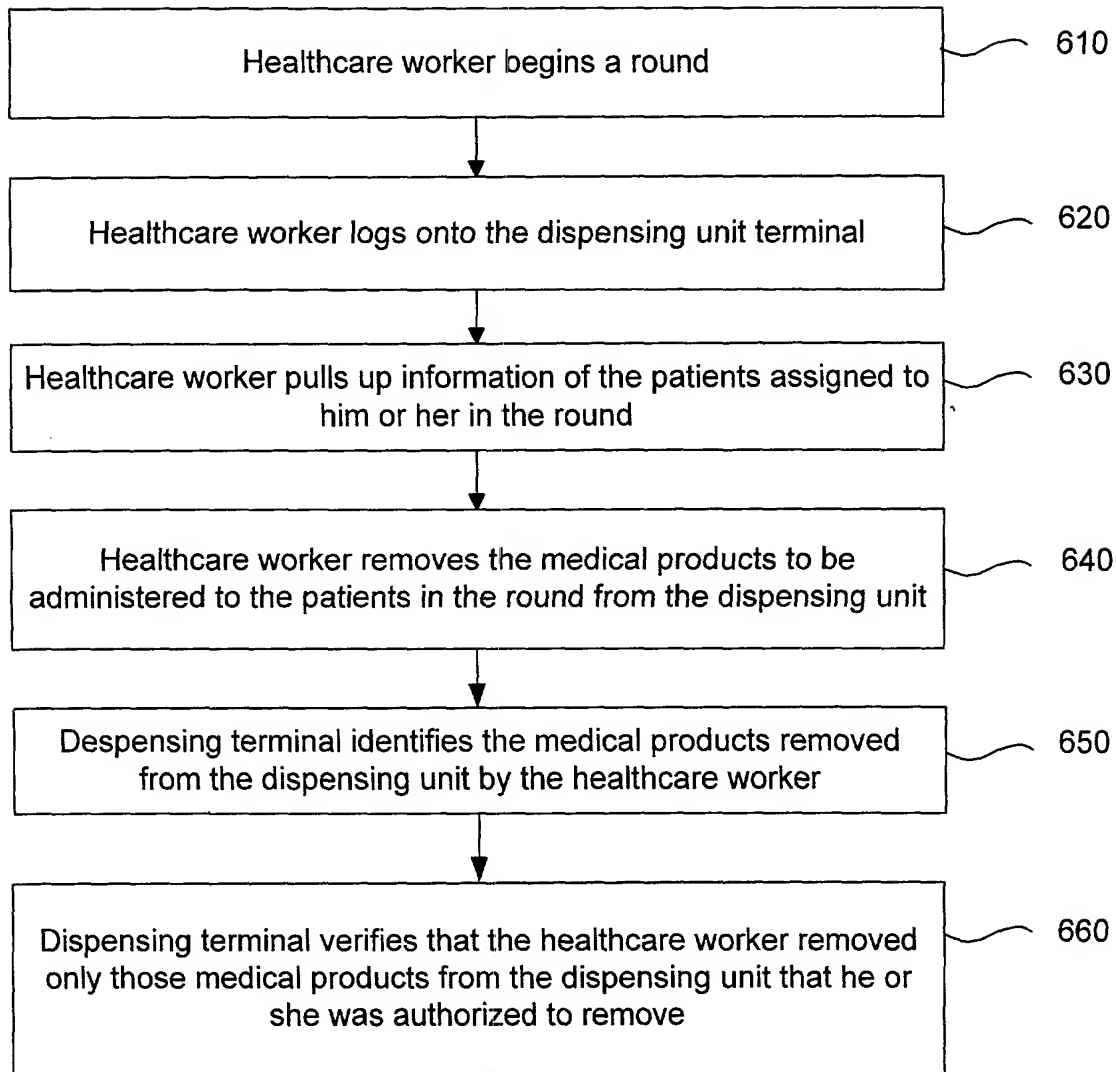 Healthcare worker begins a round
610
Healthcare worker logs onto the dispensing unit terminal
620
Healthcare worker pulls up information of the patients assigned to
him or her in the round
630
Healthcare worker removes the medical products to be
administered to the patients in the round from the dispensing unit
640
Despensing terminal identifies the medical products removed
from the dispensing unit by the healthcare worker
650
Dispensing terminal verifies that the healthcare worker removed
only those medical products from the dispensing unit that he or
she was authorized to remove
660